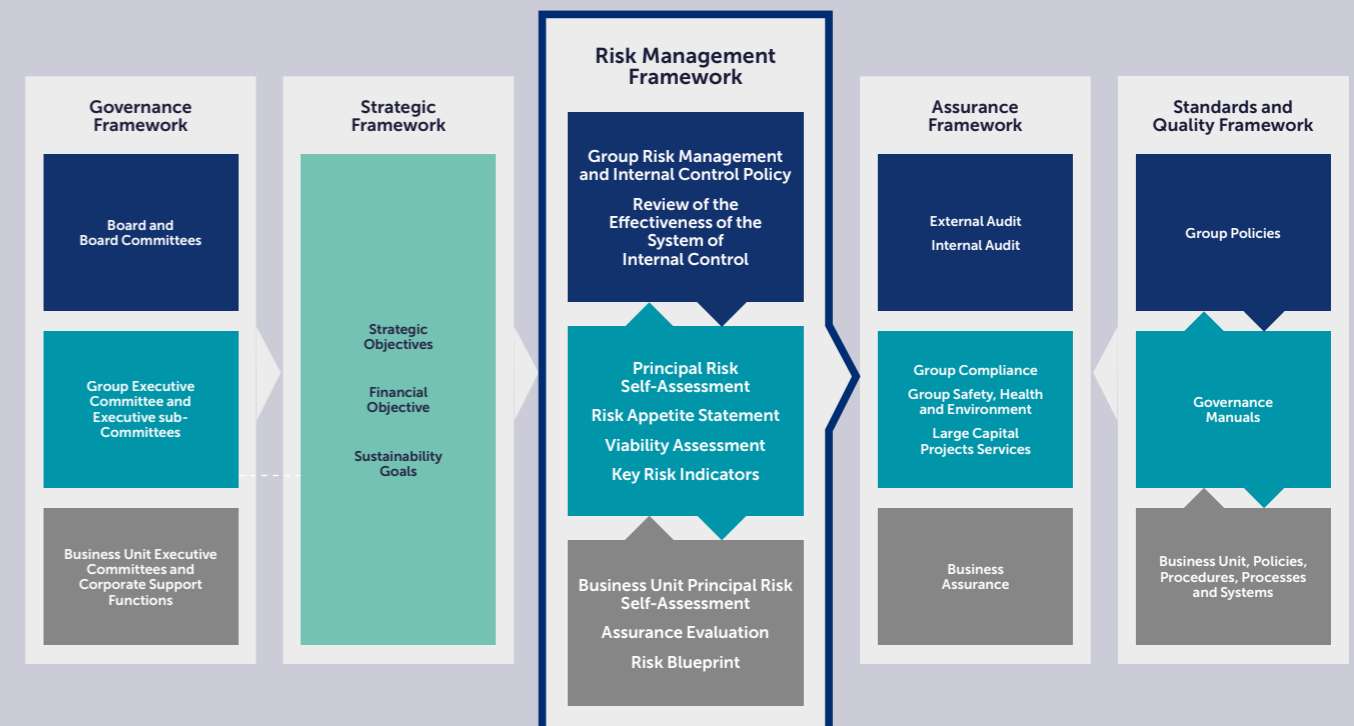 Governance
Framework
Board and
Board Committees
Group Executive
Committee and
Executive sub-
Committees
Business Unit Executive
Committees and
Corporate Support
Functions
Strategic
Framework
Strategic
Objectives
Financial
Objective
Sustainability
Goals
Risk Management
Framework
Group Risk Management
and Internal Control Policy
Review of the
Effectiveness of the
System of
Internal Control
Principal Risk
Self-Assessment
Risk Appetite Statement
Viability Assessment
Key Risk Indicators
Business Unit Principal Risk
Self-Assessment
Assurance Evaluation
Risk Blueprint
Assurance
Framework
External Audit
Internal Audit
Group Compliance
Group Safety, Health
and Environment
Large Capital
Projects Services
Business
Assurance
Standards and
Quality Framework
Group Policies
Governance
Manuals
Business Unit, Policies,
Procedures, Processes
and Systems